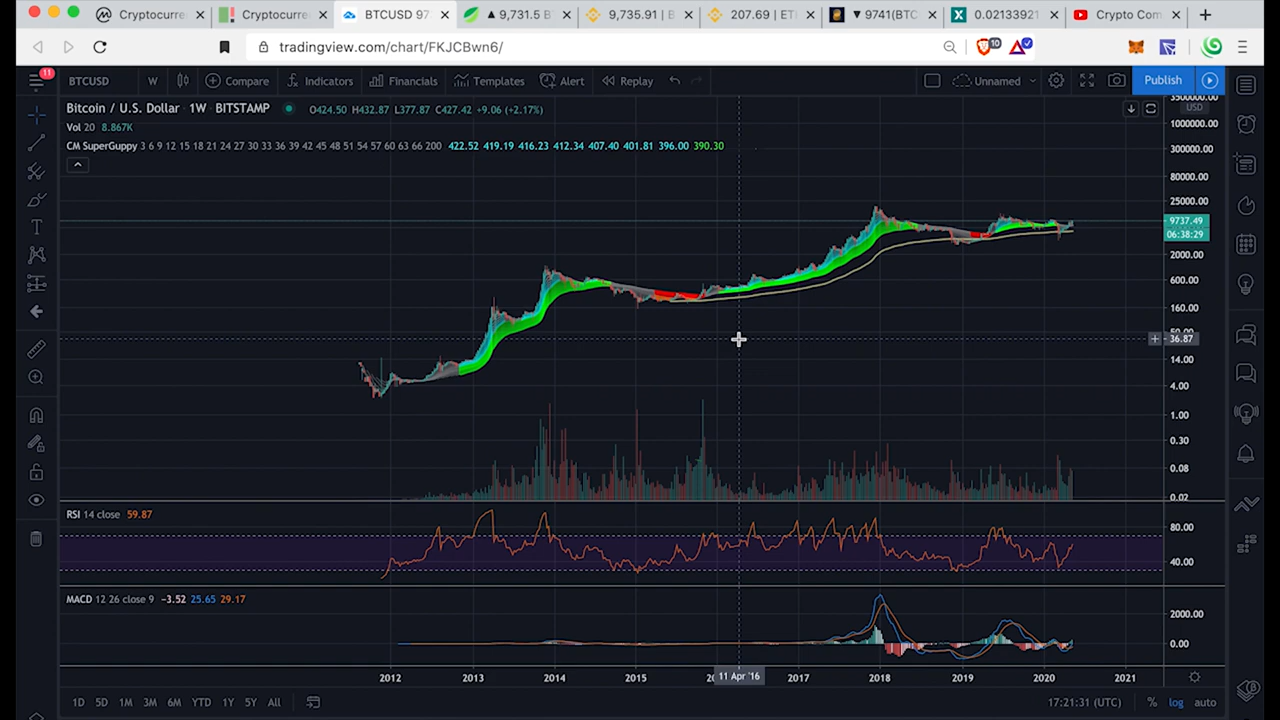 Cryptocurrenc
Cryptocurren
BTCUSD 97
▲ 9,731.5 B
9,735.91 | B
207.69 | ETH
▼ 9741(BTC
0.02133921
Crypto Com
tradingview.com/chart/FKJCBwn6/
10
11
BTCUSD W Compare Indicators Financials Templates Alert Replay Unnamed Publish
Bitcoin / U.S. Dollar · 1W · BITSTAMP O424.50 H432.87 L377.87 C427.42 +9.06 (+2.17%)
Vol 20 8.867K
CM SuperGuppy 3 6 9 12 15 18 21 24 27 30 33 36 39 42 45 48 51 54 57 60 63 66 200 422.52 419.19 416.23 412.34 407.40 401.81 396.00 390.30
3500000.00
USD
1000000.00
300000.00
80000.00
25000.00
9737.49
06:38:29
2000.00
600.00
160.00
50.00
36.87
14.00
4.00
1.00
0.30
0.08
0.02
RSI 14 close 59.87
80.00
40.00
MACD 12 26 close 9 −3.52 25.65 29.17
2000.00
0.00
2012 2013 2014 2015 11 Apr '16 2017 2018 2019 2020 2021
1D 5D 1M 3M 6M YTD 1Y 5Y All 17:21:31 (UTC) % log auto